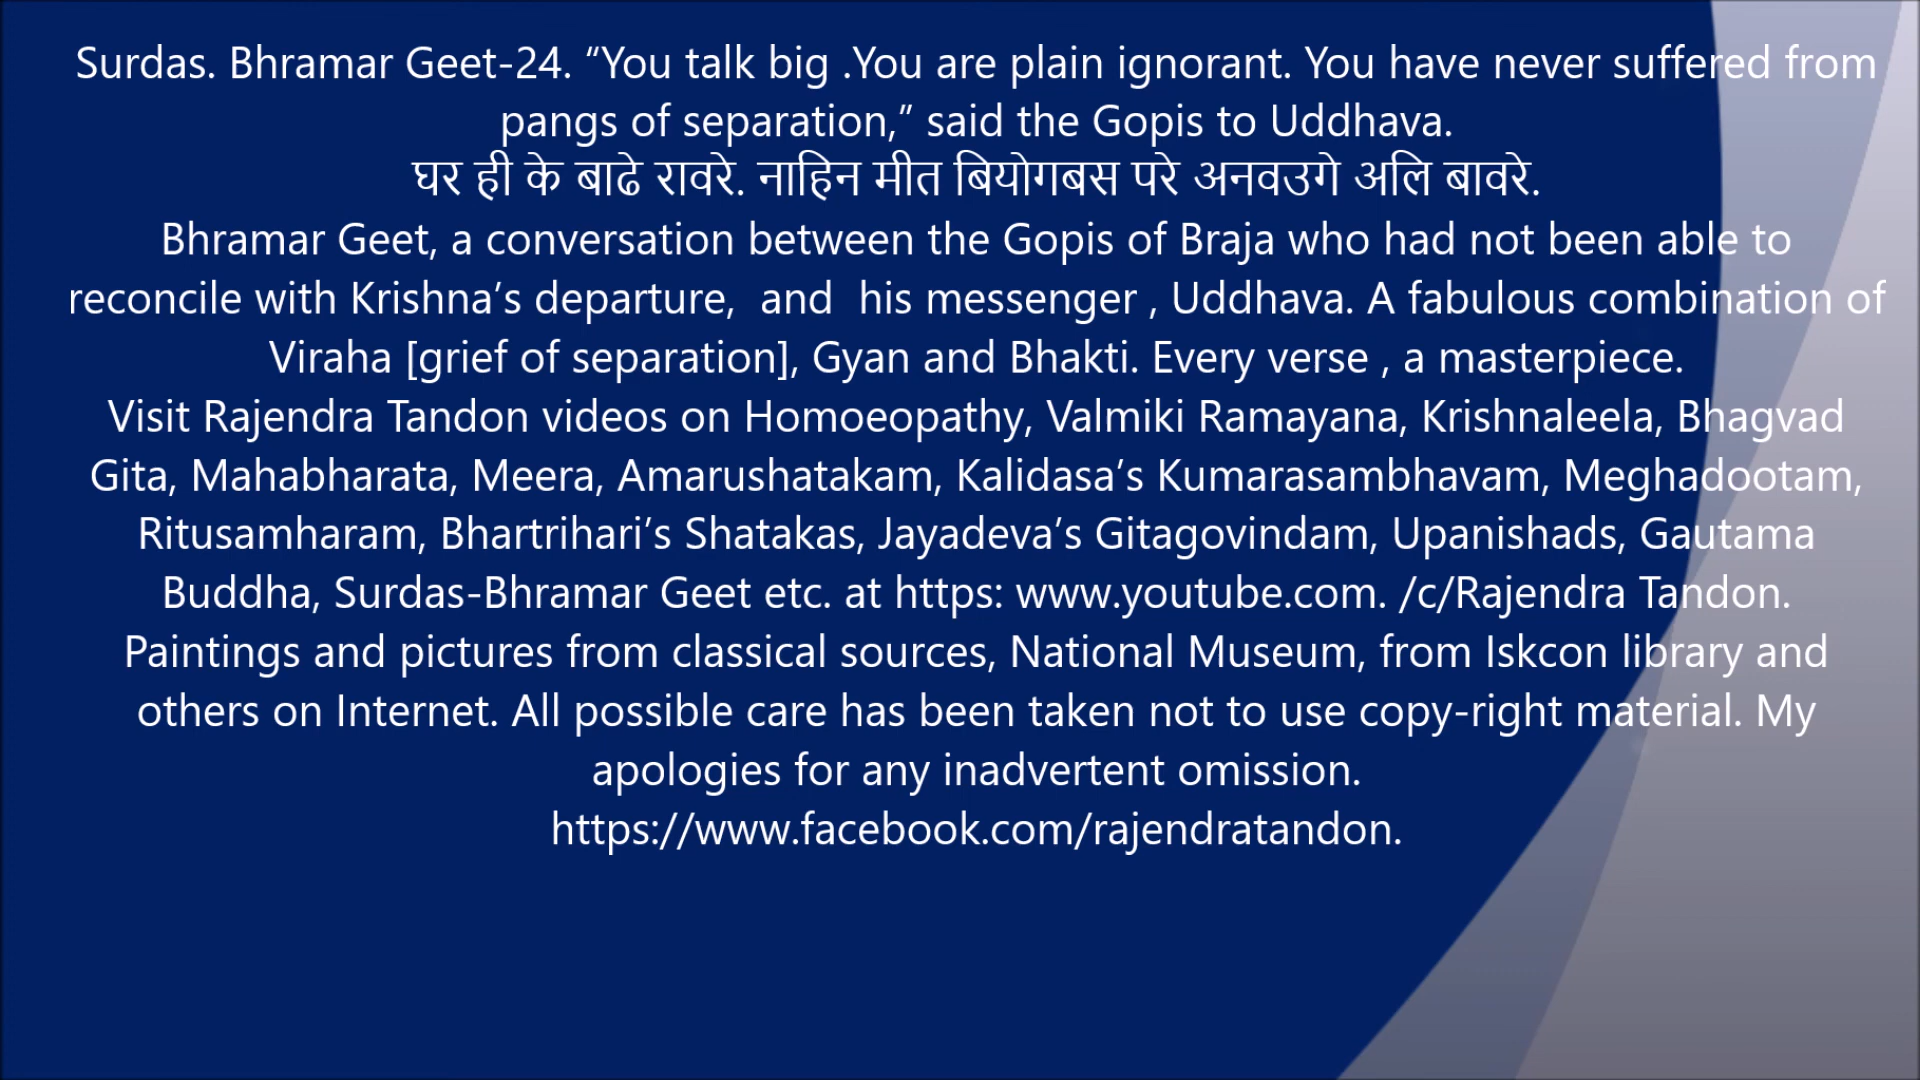 Surdas. Bhramar Geet-24. “You talk big .You are plain ignorant. You have never suffered from
pangs of separation,” said the Gopis to Uddhava.
घर ही के बाढे रावरे. नाहिन मीत बियोगबस परे अनवउगे अलि बावरे.
Bhramar Geet, a conversation between the Gopis of Braja who had not been able to
reconcile with Krishna’s departure,  and  his messenger , Uddhava. A fabulous combination of
Viraha [grief of separation], Gyan and Bhakti. Every verse , a masterpiece.
Visit Rajendra Tandon videos on Homoeopathy, Valmiki Ramayana, Krishnaleela, Bhagvad
Gita, Mahabharata, Meera, Amarushatakam, Kalidasa’s Kumarasambhavam, Meghadootam,
Ritusamharam, Bhartrihari’s Shatakas, Jayadeva’s Gitagovindam, Upanishads, Gautama
Buddha, Surdas-Bhramar Geet etc. at https: www.youtube.com. /c/Rajendra Tandon.
Paintings and pictures from classical sources, National Museum, from Iskcon library and
others on Internet. All possible care has been taken not to use copy-right material. My
apologies for any inadvertent omission.
https://www.facebook.com/rajendratandon.